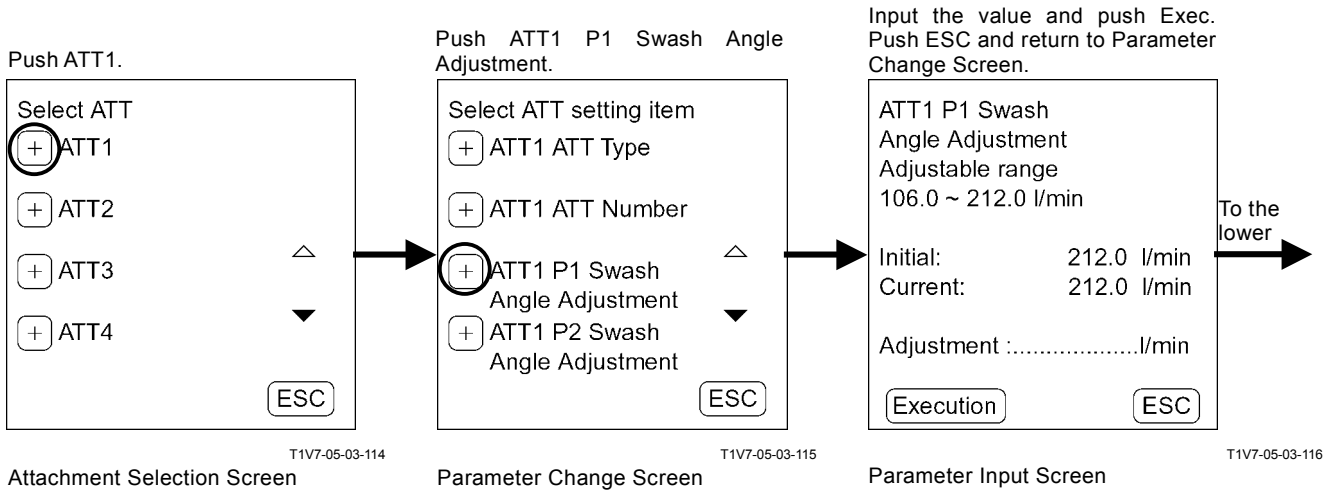 Push ATT1.
Select ATT
+ ATT1
+ ATT2
+ ATT3
+ ATT4
ESC
T1V7-05-03-114
Attachment Selection Screen
Push ATT1 P1 Swash Angle
Adjustment.
Select ATT setting item
+ ATT1 ATT Type
+ ATT1 ATT Number
+ ATT1 P1 Swash
Angle Adjustment
+ ATT1 P2 Swash
Angle Adjustment
ESC
T1V7-05-03-115
Parameter Change Screen
Input the value and push Exec.
Push ESC and return to Parameter
Change Screen.
ATT1 P1 Swash
Angle Adjustment
Adjustable range
106.0 ~ 212.0 l/min
Initial: 212.0 l/min
Current: 212.0 l/min
Adjustment :...................l/min
Execution ESC
T1V7-05-03-116
Parameter Input Screen
To the
lower